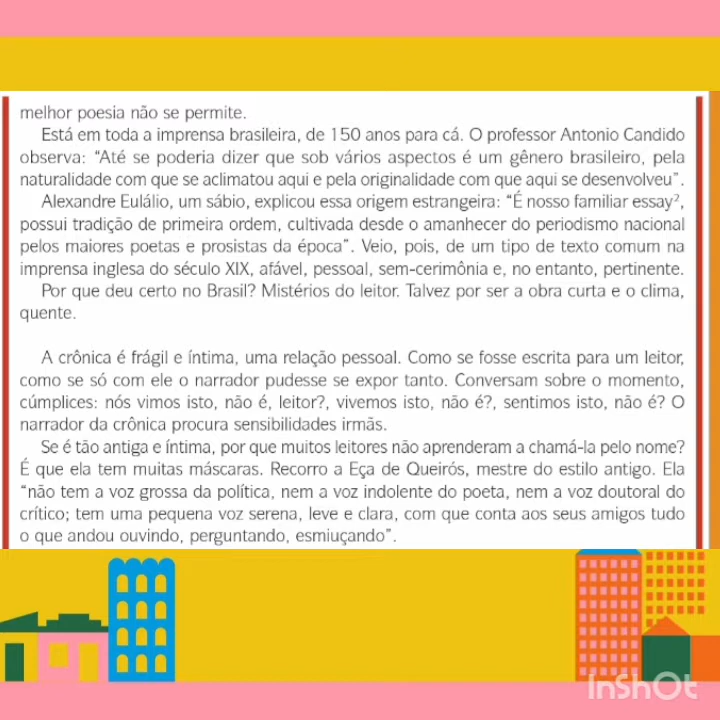 melhor poesia não se permite.
Está em toda a imprensa brasileira, de 150 anos para cá. O professor Antonio Candido
observa: “Até se poderia dizer que sob vários aspectos é um gênero brasileiro, pela
naturalidade com que se aclimatou aqui e pela originalidade com que aqui se desenvolveu”.
Alexandre Eulálio, um sábio, explicou essa origem estrangeira: “É nosso familiar essay²,
possui tradição de primeira ordem, cultivada desde o amanhecer do periodismo nacional
pelos maiores poetas e prosistas da época”. Veio, pois, de um tipo de texto comum na
imprensa inglesa do século XIX, afável, pessoal, sem-cerimônia e, no entanto, pertinente.
Por que deu certo no Brasil? Mistérios do leitor. Talvez por ser a obra curta e o clima,
quente.
A crônica é frágil e íntima, uma relação pessoal. Como se fosse escrita para um leitor,
como se só com ele o narrador pudesse se expor tanto. Conversam sobre o momento,
cúmplices: nós vimos isto, não é, leitor?, vivemos isto, não é?, sentimos isto, não é? O
narrador da crônica procura sensibilidades irmãs.
Se é tão antiga e íntima, por que muitos leitores não aprenderam a chamá-la pelo nome?
É que ela tem muitas máscaras. Recorro a Eça de Queirós, mestre do estilo antigo. Ela
“não tem a voz grossa da política, nem a voz indolente do poeta, nem a voz doutoral do
crítico; tem uma pequena voz serena, leve e clara, com que conta aos seus amigos tudo
o que andou ouvindo, perguntando, esmiuçando”.
InShOt